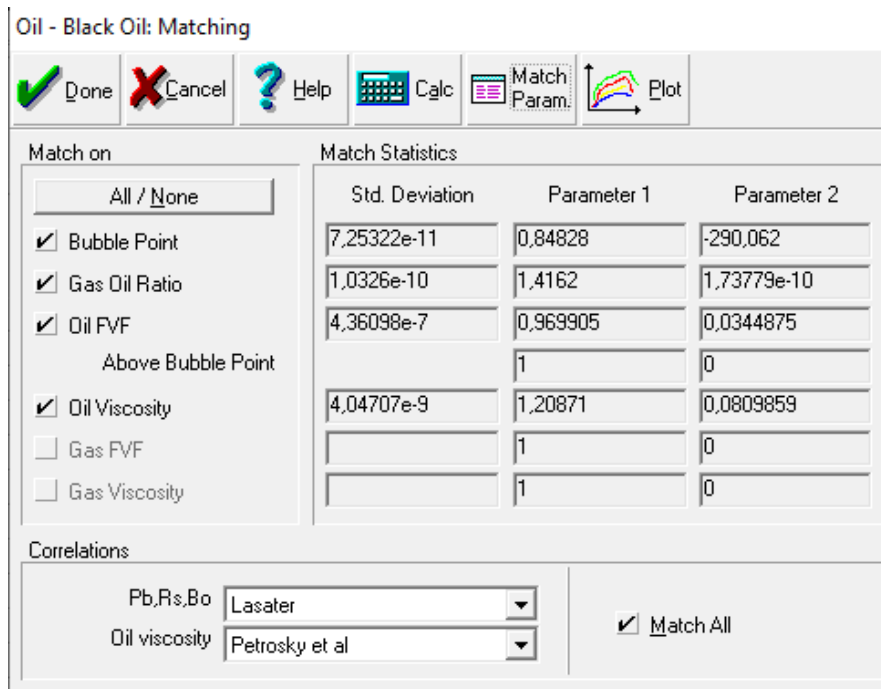 Oil - Black Oil: Matching
Done Cancel Help Calc Match Param. Plot
Match on
Match Statistics
All / None
Std. Deviation Parameter 1 Parameter 2
Bubble Point 7,25322e-11 0,84828 -290,062
Gas Oil Ratio 1,0326e-10 1,4162 1,73779e-10
Oil FVF 4,36098e-7 0,969905 0,0344875
Above Bubble Point 1 0
Oil Viscosity 4,04707e-9 1,20871 0,0809859
Gas FVF 1 0
Gas Viscosity 1 0
Correlations
Pb,Rs,Bo Lasater
Oil viscosity Petrosky et al
Match All